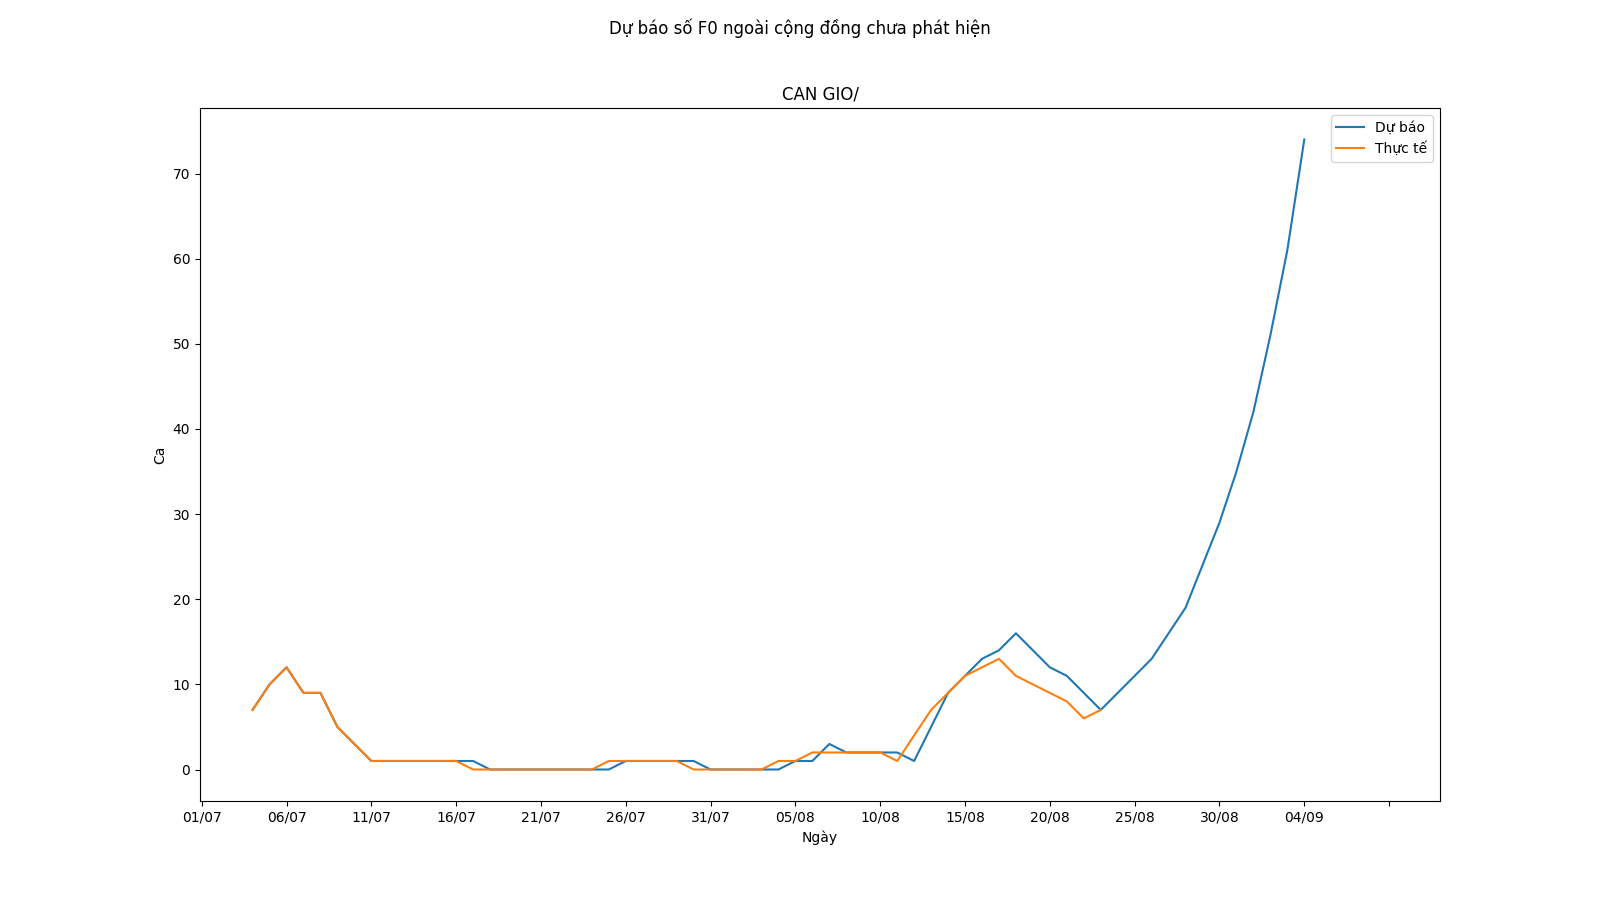 Dự báo số F0 ngoài cộng đồng chưa phát hiện
CAN GIO/
Dự báo
Thực tế
70
60
50
40
30
20
10
0
Ca
01/07 06/07 11/07 16/07 21/07 26/07 31/07 05/08 10/08 15/08 20/08 25/08 30/08 04/09
Ngày